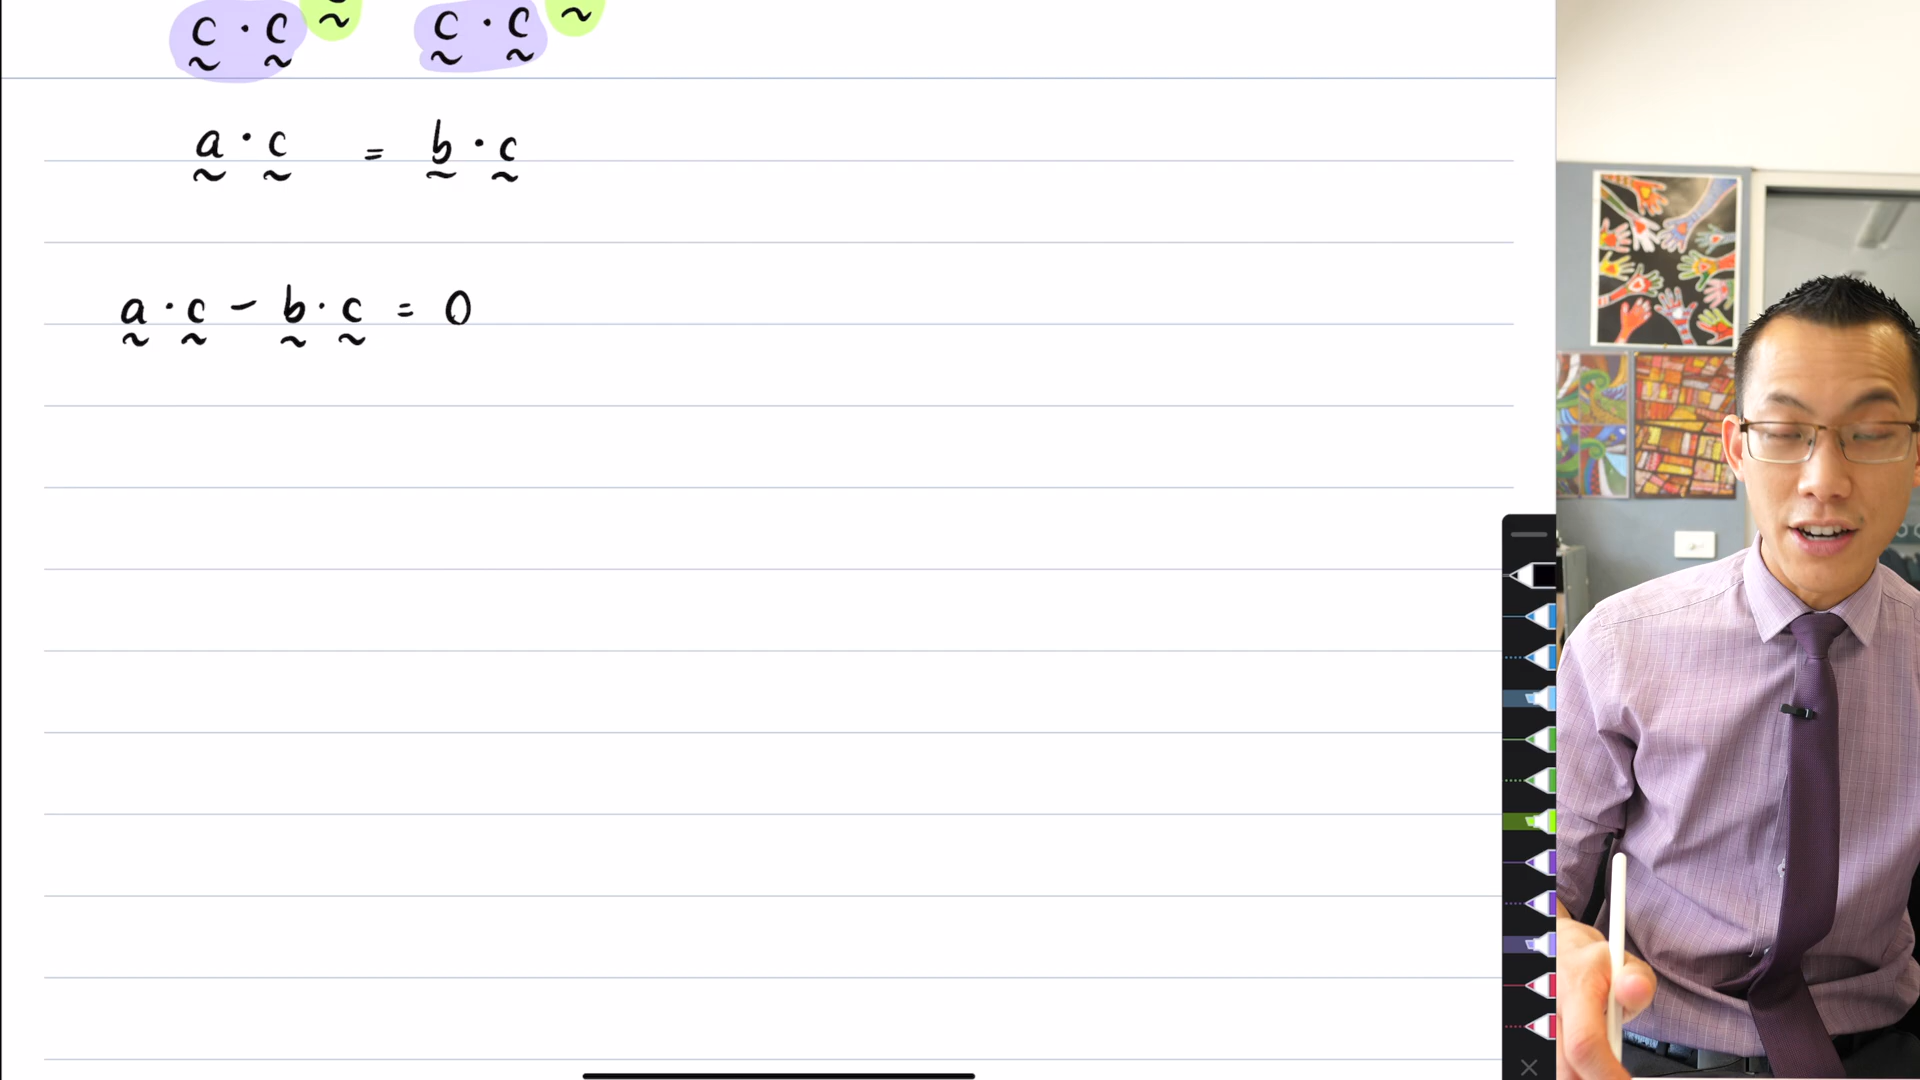 c · c c · c
a · c = b · c
a · c − b · c = 0